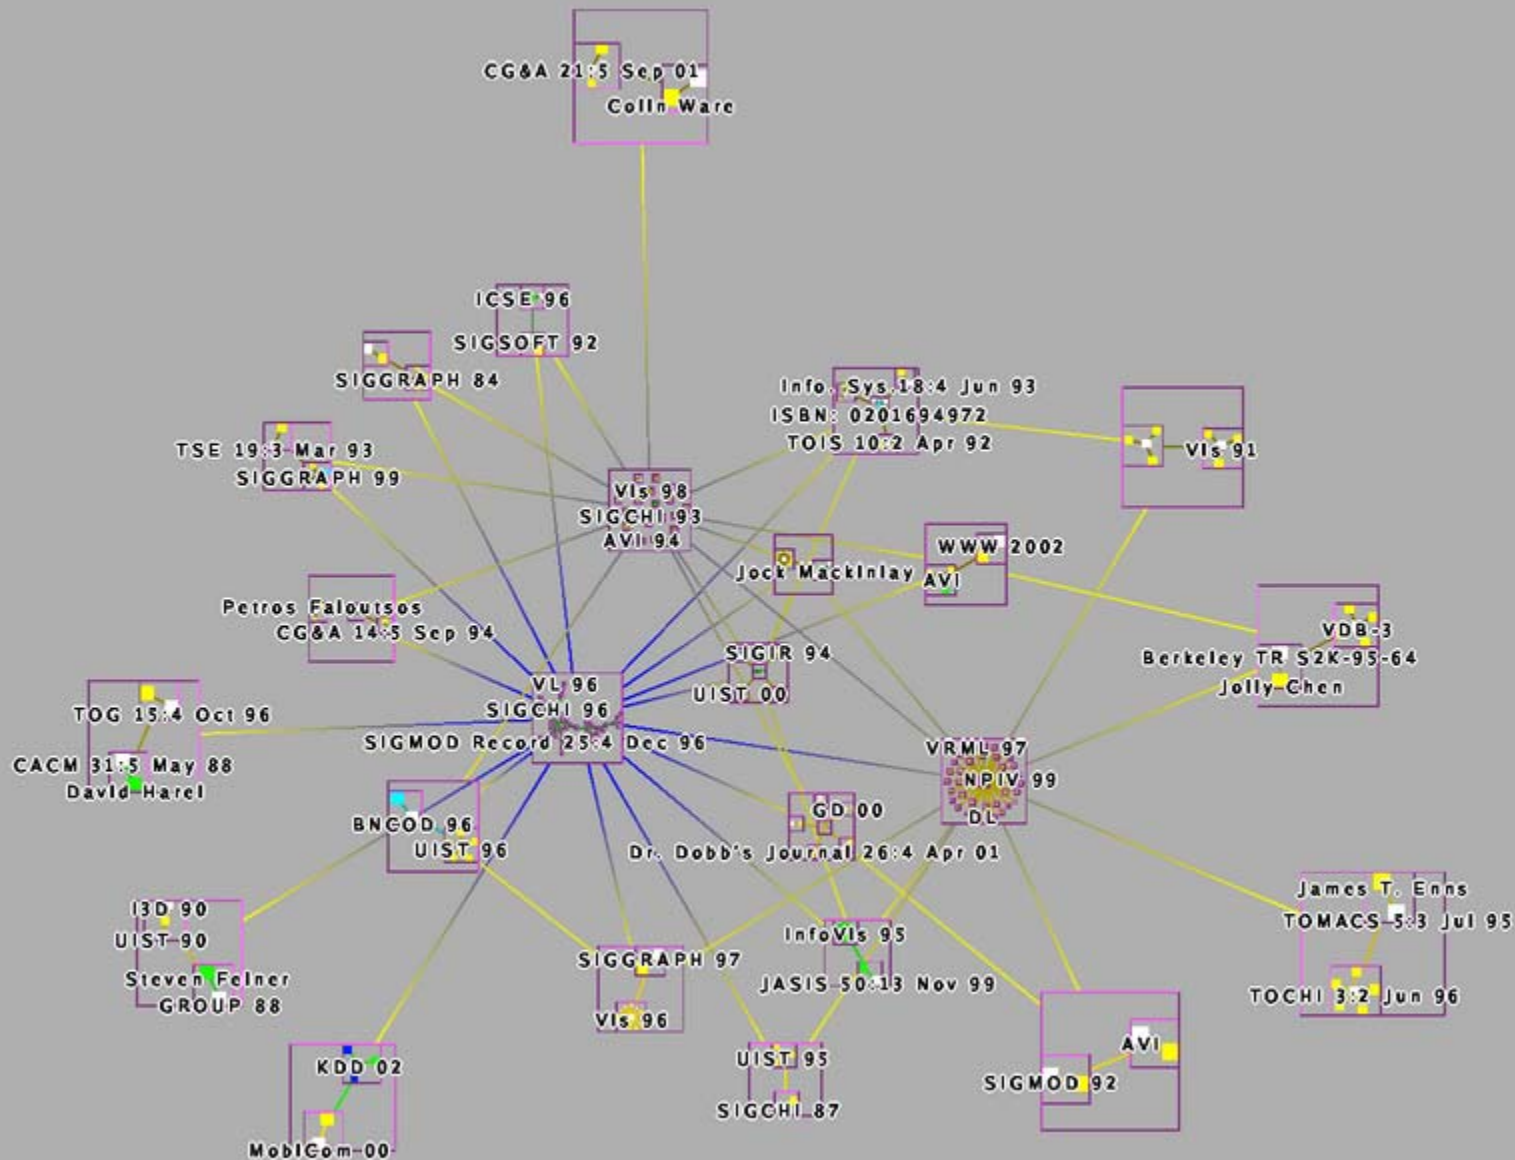 CG&A 21:5 Sep 01
Colin Ware
ICSE 96
SIGSOFT 92
SIGGRAPH 84
Info. Sys. 18:4 Jun 93
ISBN: 0201694972
TOIS 10:2 Apr 92
TSE 19:3 Mar 93
SIGGRAPH 99
Vis 91
Vis 98
SIGCHI 93
AVI 94
WWW 2002
AVI
Jock Mackinlay
Petros Faloutsos
CG&A 14:5 Sep 94
VDB-3
Berkeley TR S2K-95-64
Jolly Chen
SIGIR 94
UIST 00
VL 96
SIGCHI 96
SIGMOD Record 25:4 Dec 96
TOG 15:4 Oct 96
CACM 31:5 May 88
David Harel
VRML 97
NPIV 99
DL
BNCOD 96
UIST 96
GD 00
Dr. Dobb's Journal 26:4 Apr 01
I3D 90
UIST 90
Steven Feiner
GROUP 88
SIGGRAPH 97
Vis 96
InfoVis 95
JASIS 50:13 Nov 99
James T. Enns
TOMACS 5:3 Jul 95
TOCHI 3:2 Jun 96
KDD 02
MobiCom 00
UIST 95
SIGCHI 87
AVI
SIGMOD 92